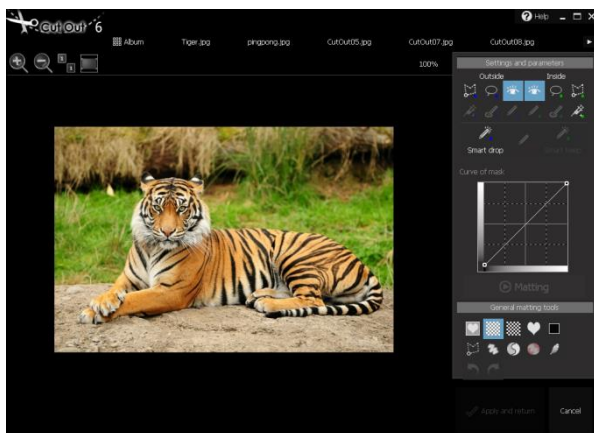 Cut Out 6
Help
Album Tiger.jpg pingpong.jpg CutOut05.jpg CutOut07.jpg CutOut08.jpg
100%
Settings and parameters
Outside Inside
Smart drop
Curve of mask
Matting
General matting tools
Apply and return Cancel